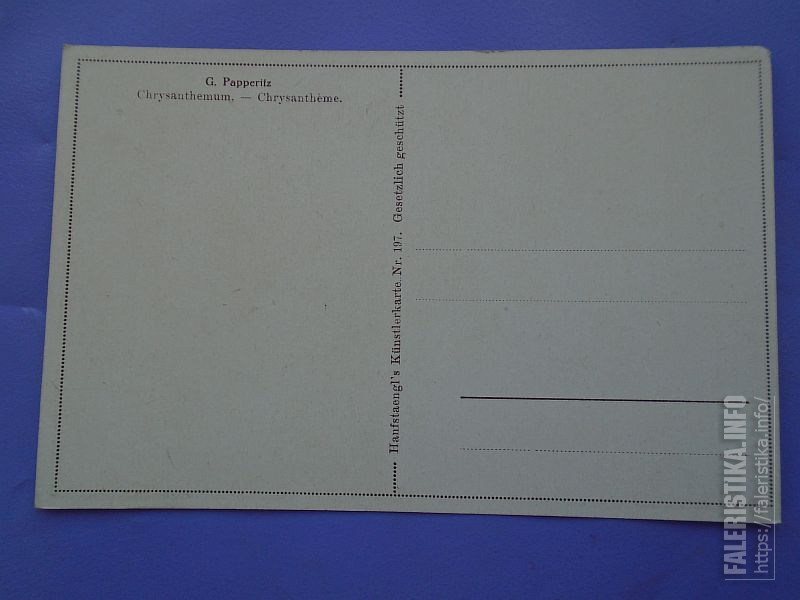 G. Papperitz
Chrysanthemum. — Chrysanthème.
Hanfstaengl's Künstlerkarte. Nr. 197. Gesetzlich geschützt
FALERISTIKA.INFO
https://faleristika.info/